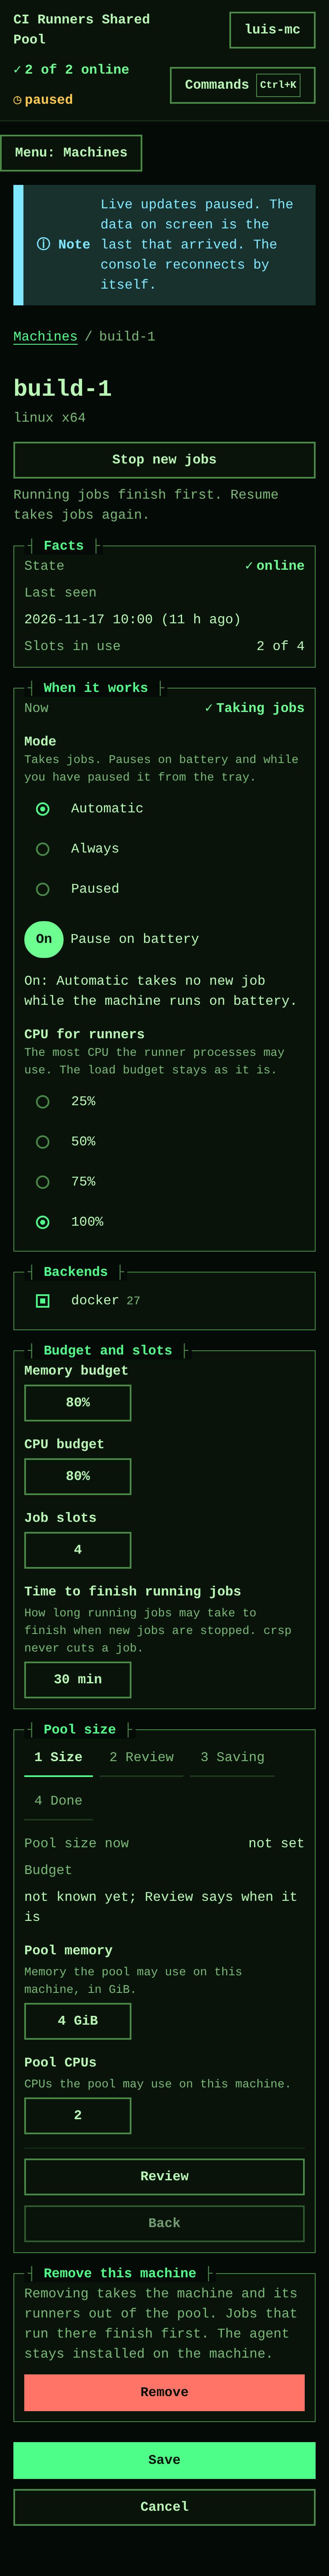 CI Runners Shared
Pool
luis-mc
✓ 2 of 2 online
◷ paused
Commands Ctrl+K
Menu: Machines
ⓘ Note
Live updates paused. The
data on screen is the
last that arrived. The
console reconnects by
itself.
Machines / build-1
build-1
linux x64
Stop new jobs
Running jobs finish first. Resume
takes jobs again.
Facts
State ✓ online
Last seen
2026-11-17 10:00 (11 h ago)
Slots in use 2 of 4
When it works
Now ✓ Taking jobs
Mode
Takes jobs. Pauses on battery and while
you have paused it from the tray.
Automatic
Always
Paused
On Pause on battery
On: Automatic takes no new job
while the machine runs on battery.
CPU for runners
The most CPU the runner processes may
use. The load budget stays as it is.
25%
50%
75%
100%
Backends
docker 27
Budget and slots
Memory budget
80%
CPU budget
80%
Job slots
4
Time to finish running jobs
How long running jobs may take to
finish when new jobs are stopped. crsp
never cuts a job.
30 min
Pool size
1 Size 2 Review 3 Saving
4 Done
Pool size now not set
Budget
not known yet; Review says when it
is
Pool memory
Memory the pool may use on this
machine, in GiB.
4 GiB
Pool CPUs
CPUs the pool may use on this machine.
2
Review
Back
Remove this machine
Removing takes the machine and its
runners out of the pool. Jobs that
run there finish first. The agent
stays installed on the machine.
Remove
Save
Cancel